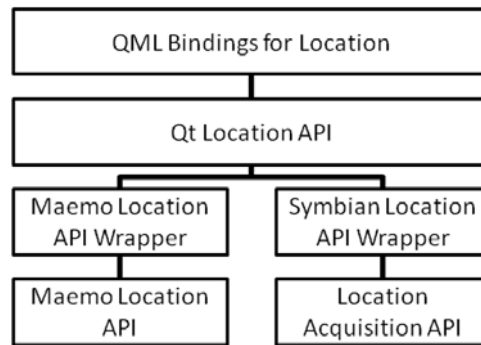 QML Bindings for Location
Qt Location API
Maemo Location
API Wrapper
Symbian Location
API Wrapper
Maemo Location
API
Location
Acquisition API